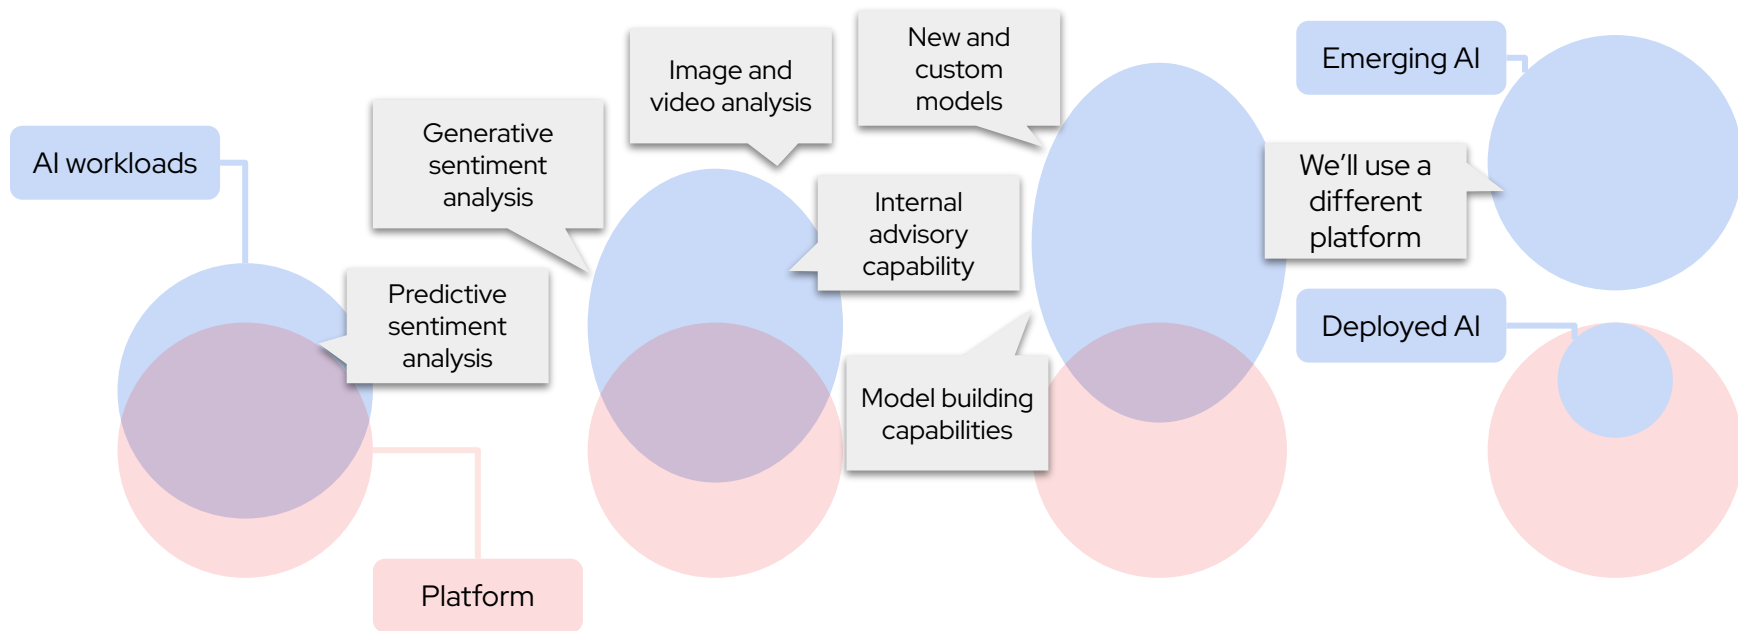 AI workloads
Predictive
sentiment
analysis
Platform
Generative
sentiment
analysis
Image and
video analysis
Internal
advisory
capability
New and
custom
models
Model building
capabilities
Emerging AI
We’ll use a
different
platform
Deployed AI